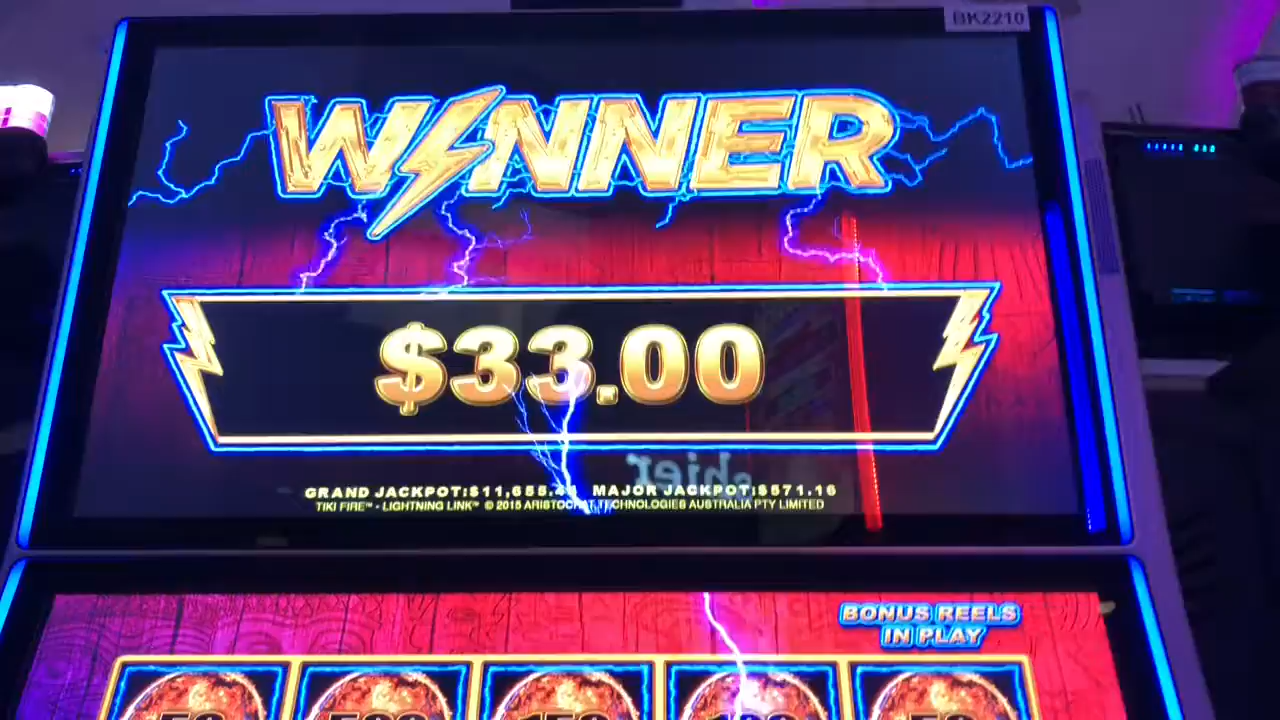 BK2210
WINNER
$33.00
chier
GRAND JACKPOT:$11,655.4 MAJOR JACKPOT:$571.16
TIKI FIRE™ - LIGHTNING LINK™ © 2015 ARISTOCRAT TECHNOLOGIES AUSTRALIA PTY LIMITED
BONUS REELS
IN PLAY